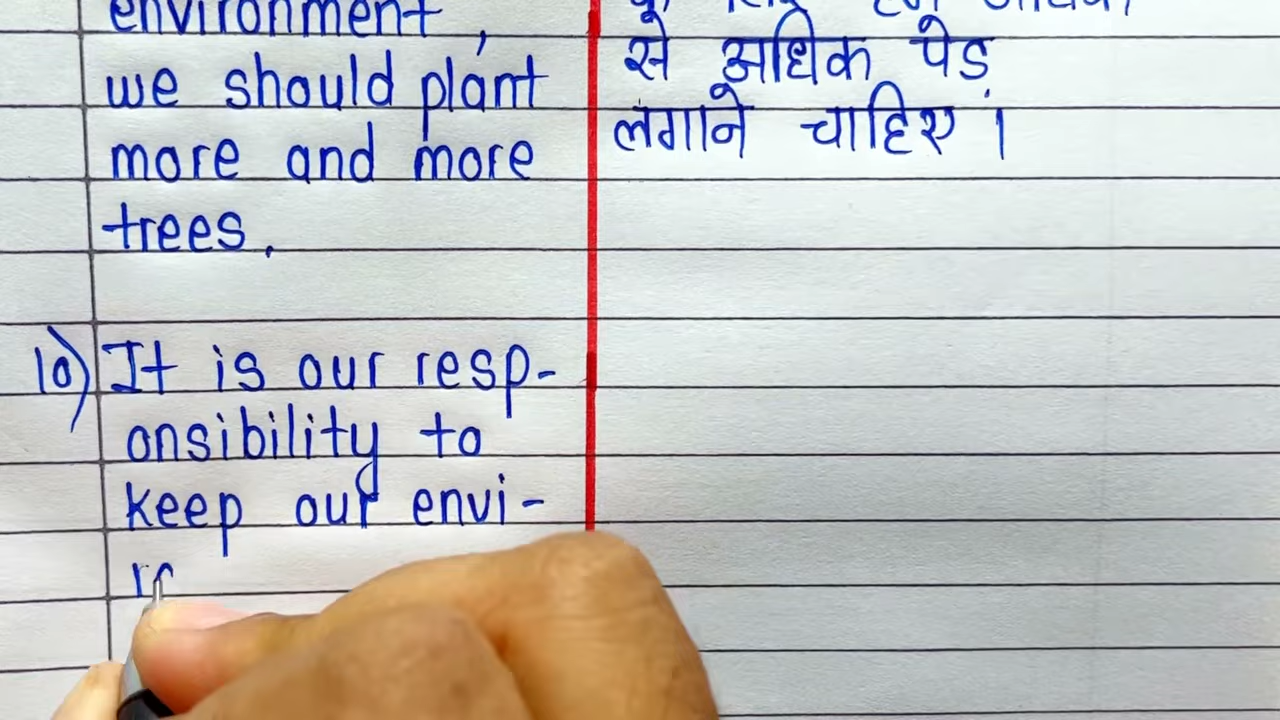 environment,
we should plant
more and more
trees.
से अधिक पेड़
लगाने चाहिए।
10) It is our resp-
onsibility to
keep our envi-
ro